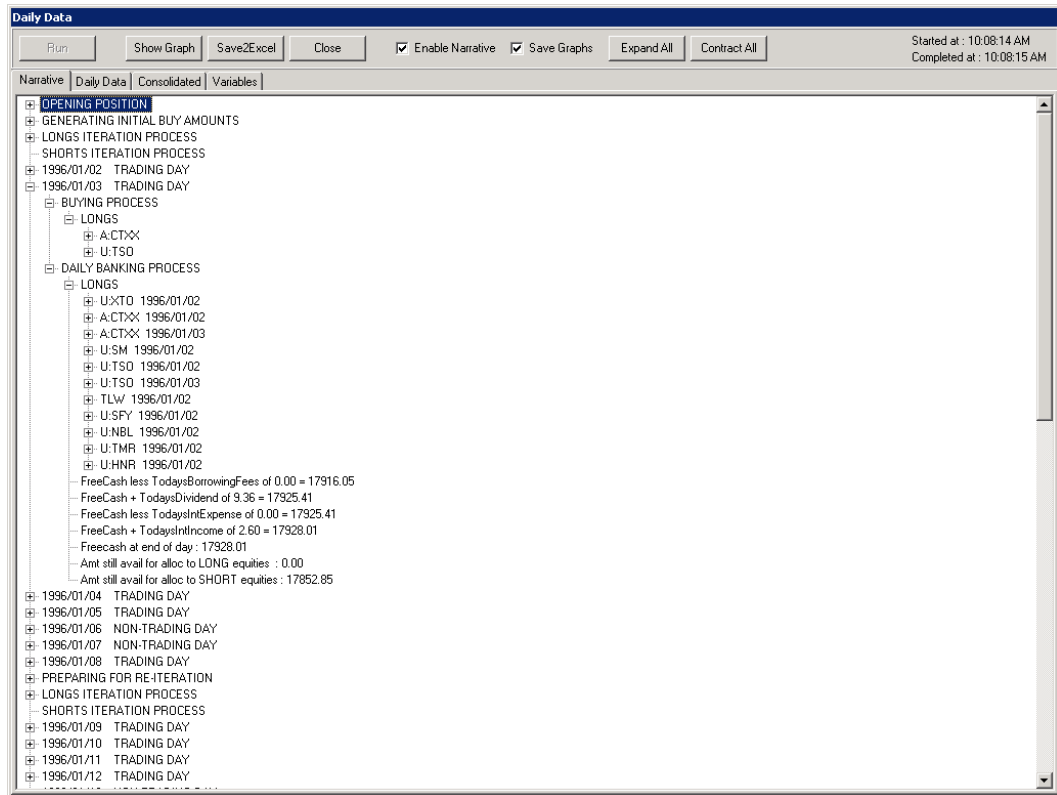 Daily Data
Run Show Graph Save2Excel Close Enable Narrative Save Graphs Expand All Contract All
Started at : 10:08:14 AM
Completed at : 10:08:15 AM
Narrative Daily Data Consolidated Variables
OPENING POSITION
GENERATING INITIAL BUY AMOUNTS
LONGS ITERATION PROCESS
SHORTS ITERATION PROCESS
1996/01/02 TRADING DAY
1996/01/03 TRADING DAY
BUYING PROCESS
LONGS
A:CTXX
U:TSO
DAILY BANKING PROCESS
LONGS
U:XTO 1996/01/02
A:CTXX 1996/01/02
A:CTXX 1996/01/03
U:SM 1996/01/02
U:TSO 1996/01/02
U:TSO 1996/01/03
TLW 1996/01/02
U:SFY 1996/01/02
U:NBL 1996/01/02
U:TMR 1996/01/02
U:HNR 1996/01/02
FreeCash less TodaysBorrowingFees of 0.00 = 17916.05
FreeCash + TodaysDividend of 9.36 = 17925.41
FreeCash less TodaysIntExpense of 0.00 = 17925.41
FreeCash + TodaysIntIncome of 2.60 = 17928.01
Freecash at end of day : 17928.01
Amt still avail for alloc to LONG equities : 0.00
Amt still avail for alloc to SHORT equities : 17852.85
1996/01/04 TRADING DAY
1996/01/05 TRADING DAY
1996/01/06 NON-TRADING DAY
1996/01/07 NON-TRADING DAY
1996/01/08 TRADING DAY
PREPARING FOR RE-ITERATION
LONGS ITERATION PROCESS
SHORTS ITERATION PROCESS
1996/01/09 TRADING DAY
1996/01/10 TRADING DAY
1996/01/11 TRADING DAY
1996/01/12 TRADING DAY